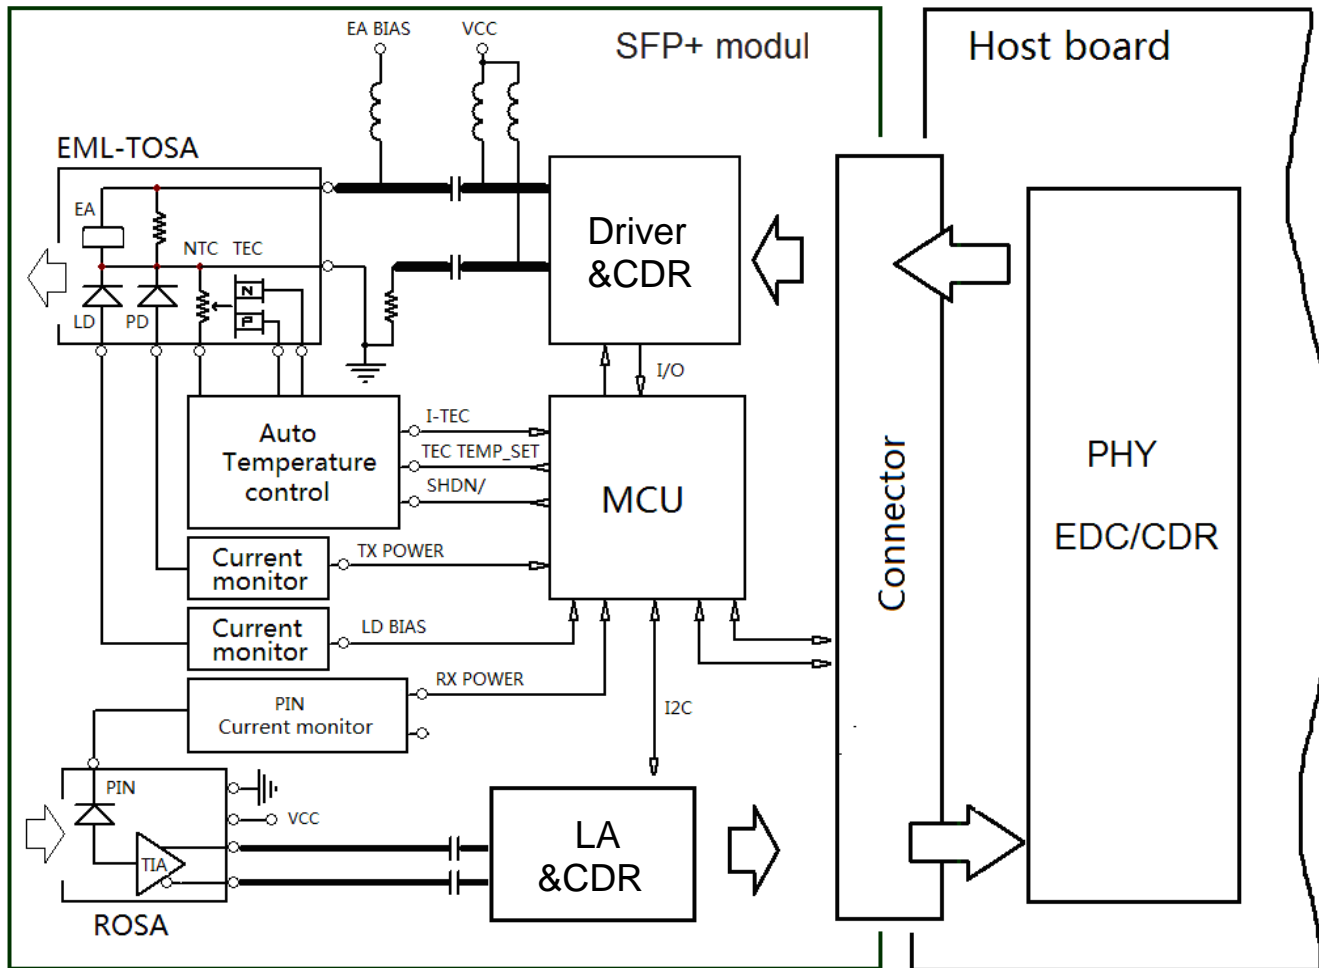 EA BIAS
VCC
SFP+ modul
Host board
EML-TOSA
EA
NTC TEC
N
P
LD
PD
Driver
&CDR
I/O
Auto
Temperature
control
I-TEC
TEC TEMP_SET
SHDN/
MCU
Connector
PHY
EDC/CDR
Current
monitor
TX POWER
Current
monitor
LD BIAS
PIN
Current monitor
RX POWER
I2C
PIN
VCC
TIA
ROSA
LA
&CDR